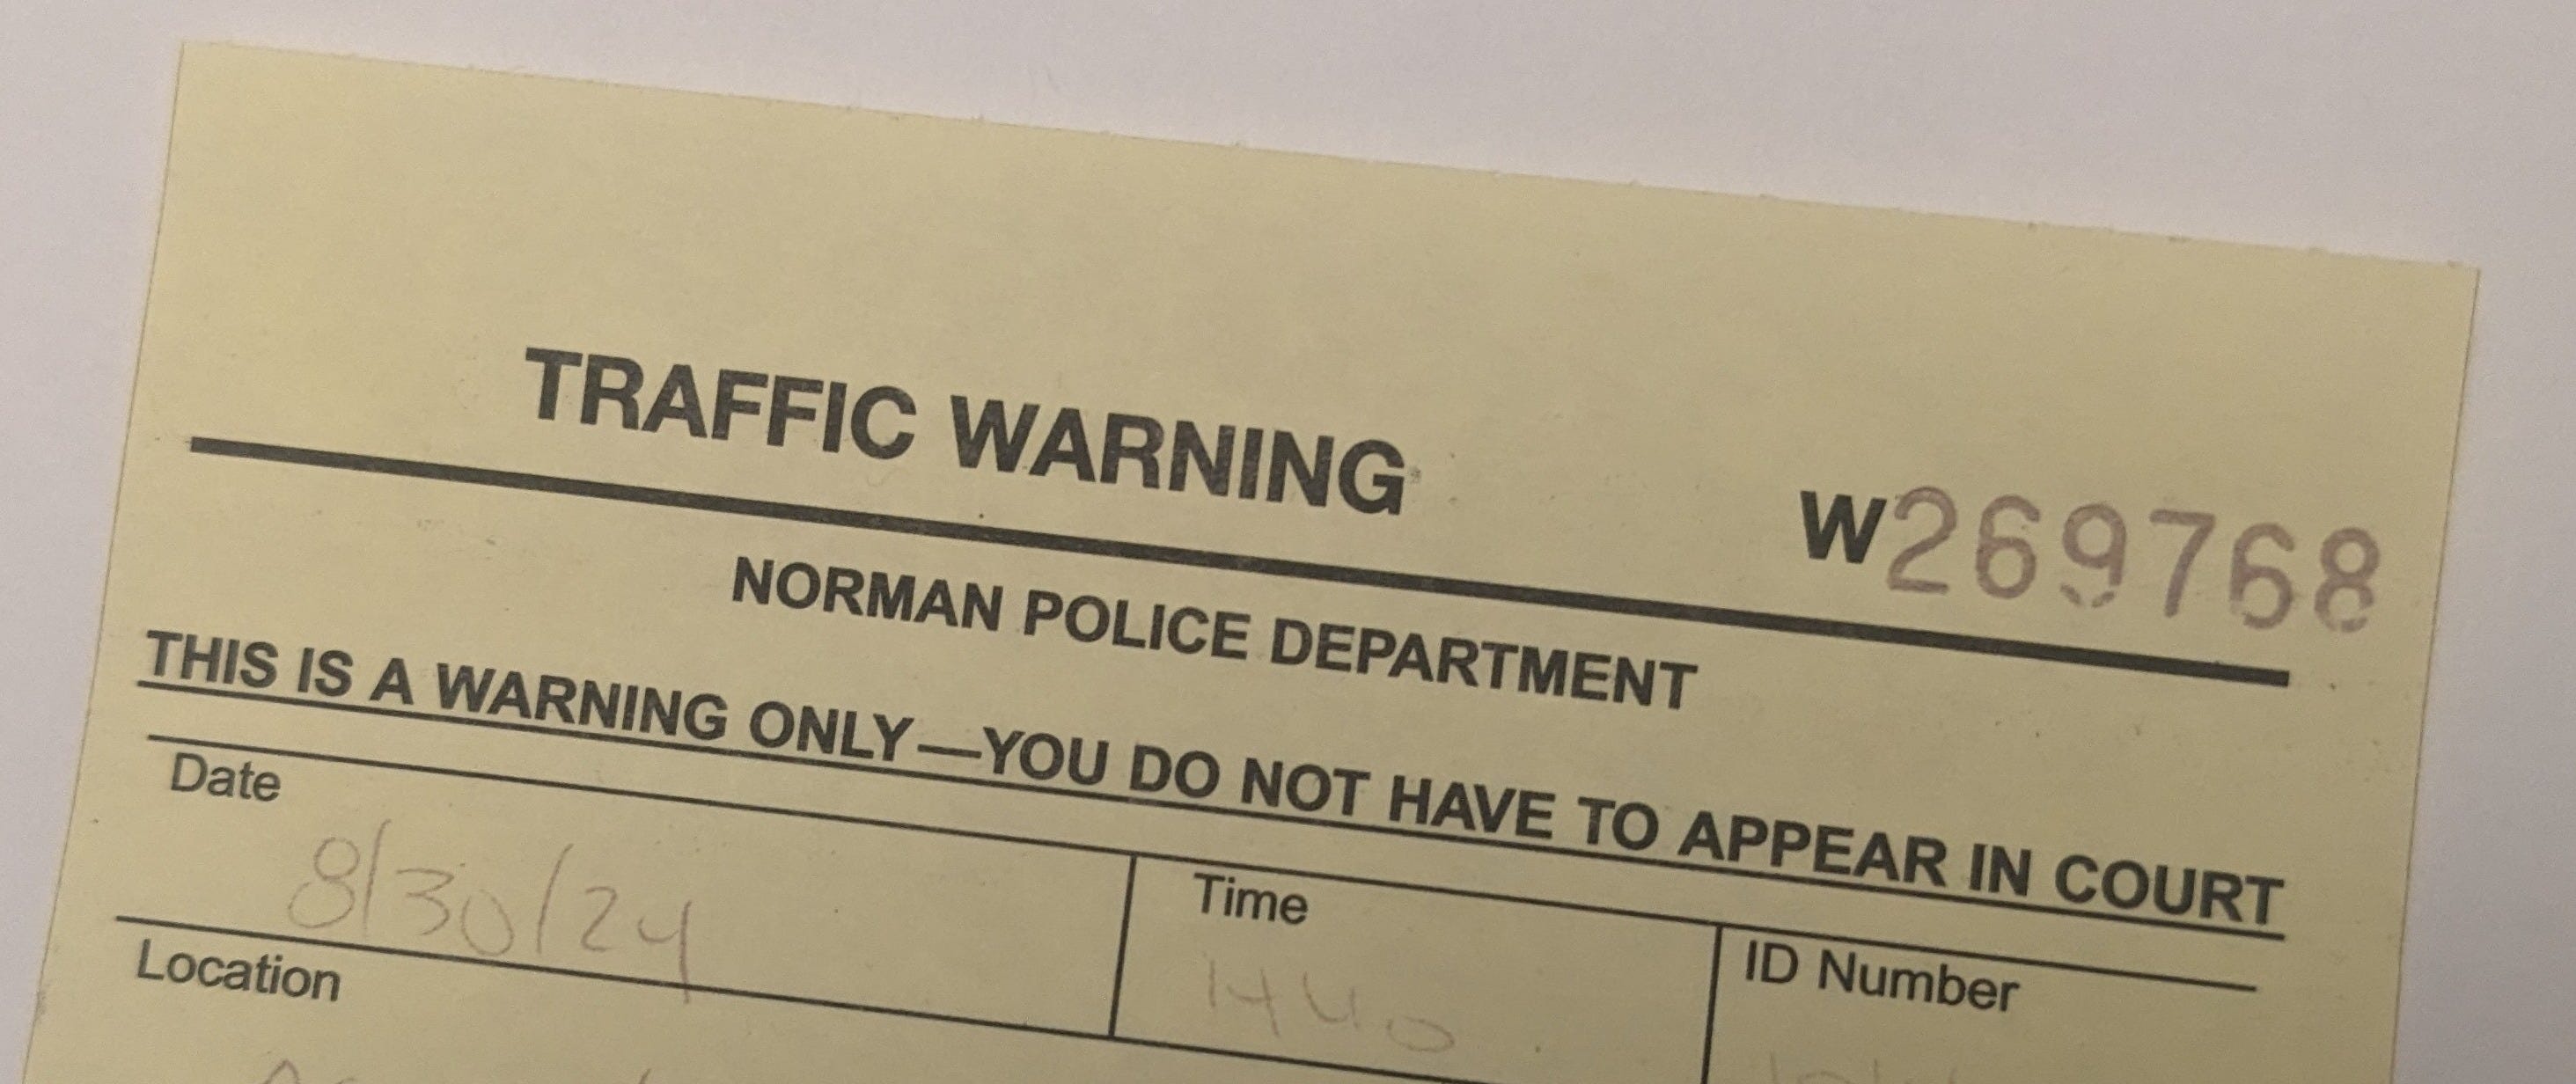 TRAFFIC WARNING
W269768
NORMAN POLICE DEPARTMENT
THIS IS A WARNING ONLY—YOU DO NOT HAVE TO APPEAR IN COURT
Date
8/30/24
Time
1440
ID Number
Location